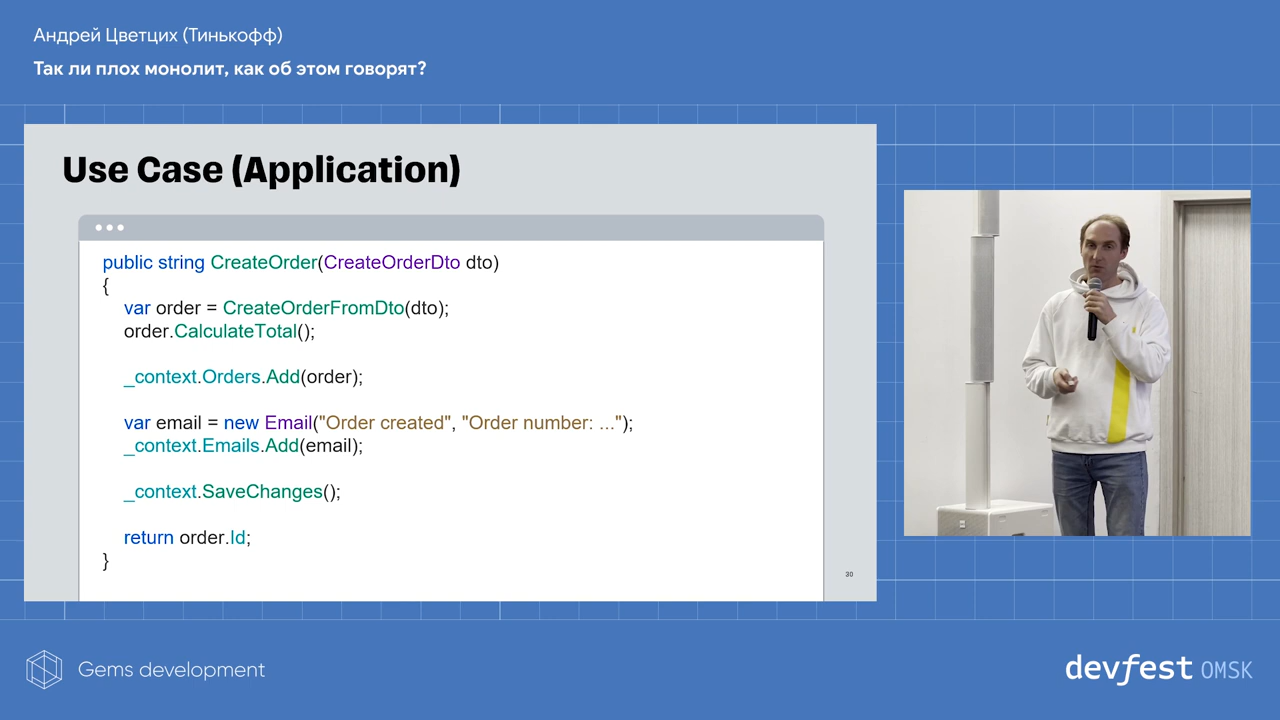 Андрей Цветцих (Тинькофф)
Так ли плох монолит, как об этом говорят?
Use Case (Application)
public string CreateOrder(CreateOrderDto dto)
{
var order = CreateOrderFromDto(dto);
order.CalculateTotal();
_context.Orders.Add(order);
var email = new Email("Order created", "Order number: ...");
_context.Emails.Add(email);
_context.SaveChanges();
return order.Id;
}
30
Gems development
devfest OMSK